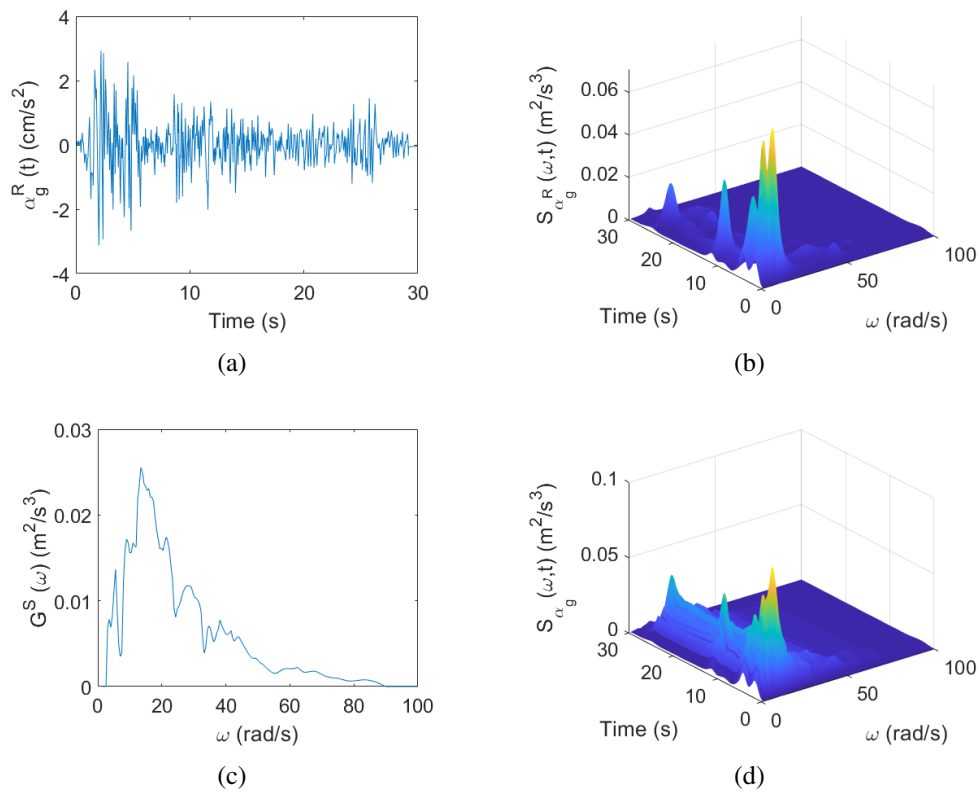 4
2
0
-2
-4
α_g^R (t) (cm/s²)
0 10 20 30
Time (s)
(a)
0.06
0.04
0.02
0
S_{α_g}^R (ω,t) (m²/s³)
30
20
10
0
Time (s)
0
50
100
ω (rad/s)
(b)
0.03
0.02
0.01
0
G^S (ω) (m²/s³)
0 20 40 60 80 100
ω (rad/s)
(c)
0.1
0.05
0
S_{α_g} (ω,t) (m²/s³)
30
20
10
0
Time (s)
0
50
100
ω (rad/s)
(d)